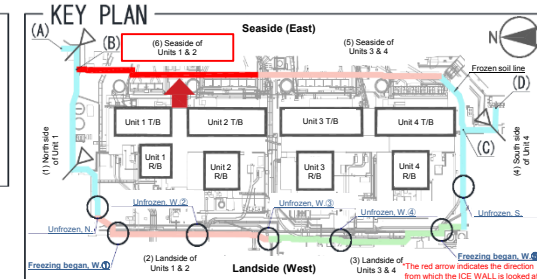 KEY PLAN
Seaside (East)
N
(A)
(B)
(6) Seaside of
Units 1 & 2
(5) Seaside of
Units 3 & 4
Frozen soil line
(D)
Unit 1 T/B
Unit 2 T/B
Unit 3 T/B
Unit 4 T/B
(C)
(1) North side
of Unit 1
(4) South side
of Unit 4
Unit 1
R/B
Unit 2
R/B
Unit 3
R/B
Unit 4
R/B
Unfrozen, N.
Unfrozen, W.②
Unfrozen, W.③
Unfrozen, W.④
Unfrozen, S.
Freezing began, W.①
(2) Landside of
Units 1 & 2
Landside (West)
(3) Landside of
Units 3 & 4
Freezing began, W.
*The red arrow indicates the direction
from which the ICE WALL is looked at